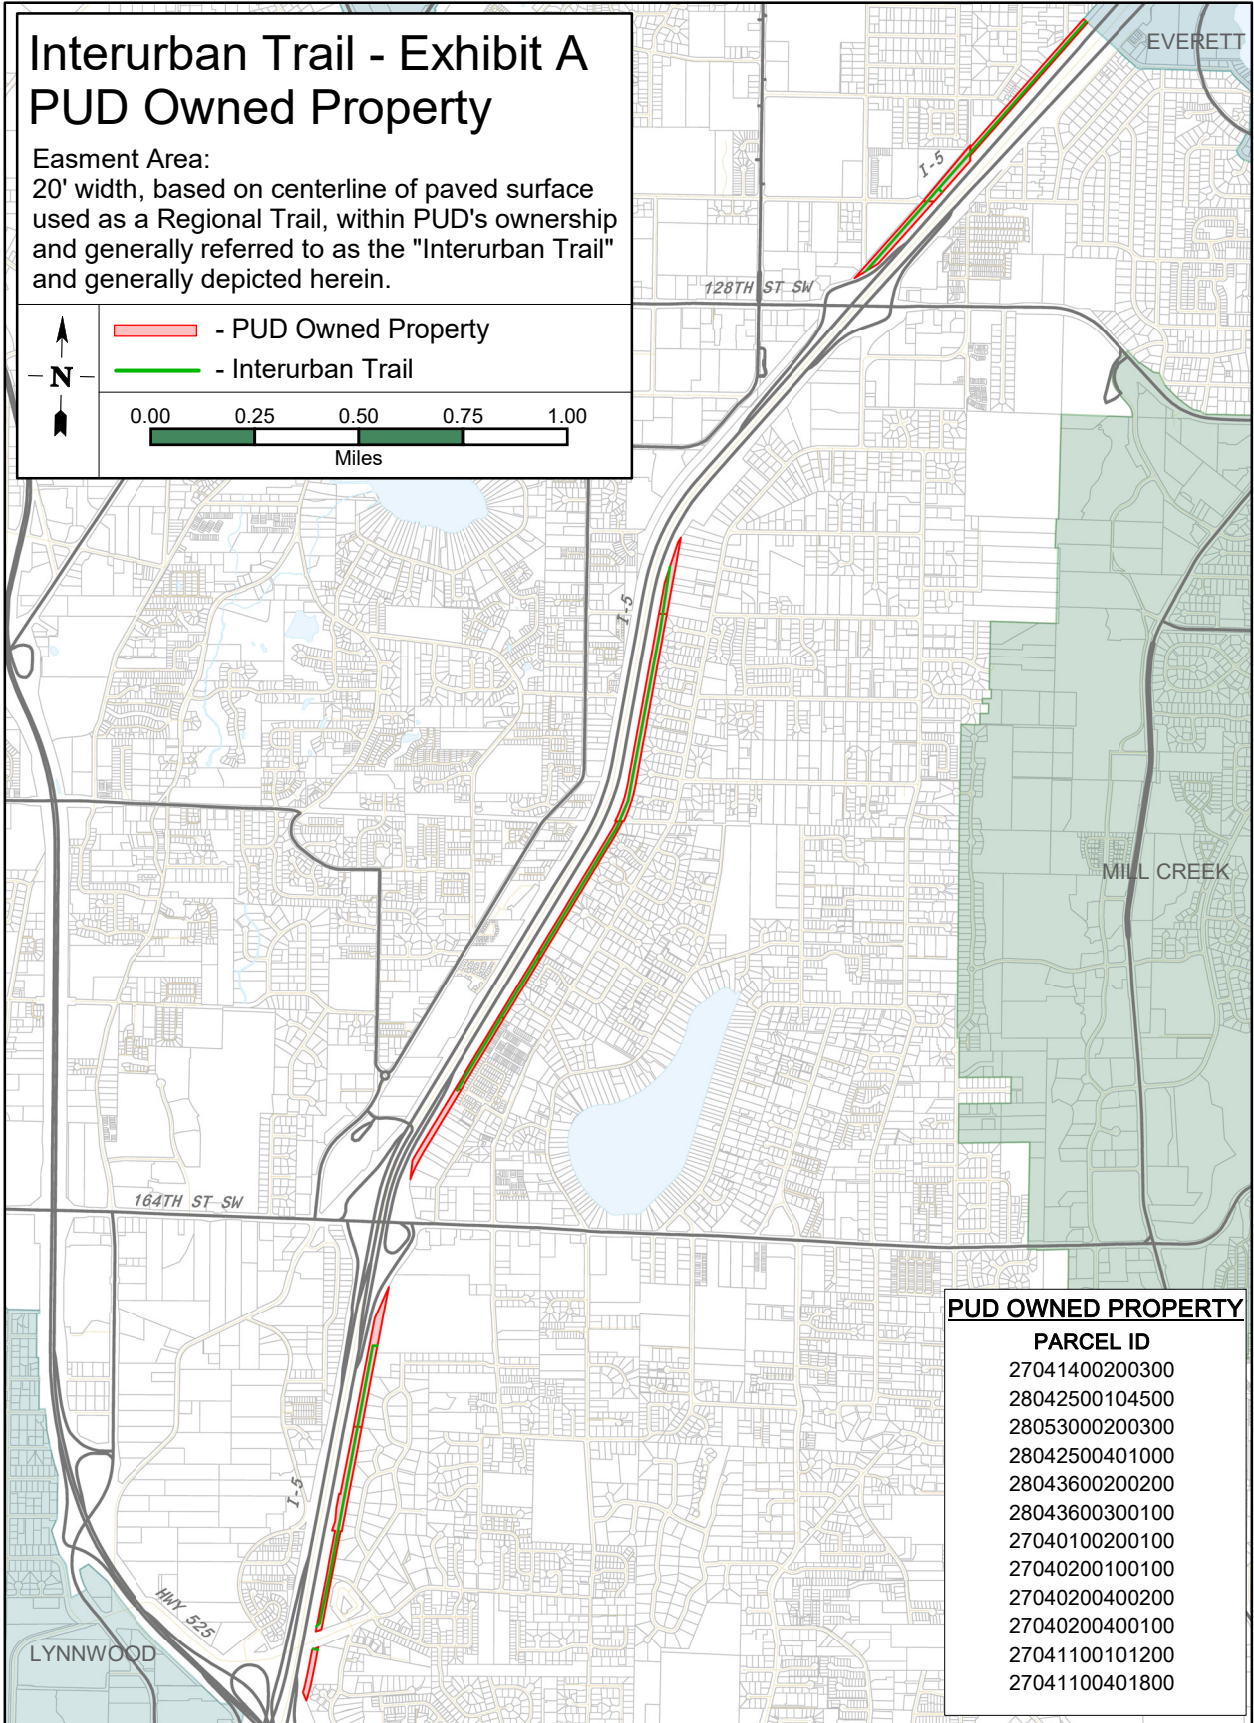 Interurban Trail - Exhibit A
PUD Owned Property
Easment Area:
20' width, based on centerline of paved surface
used as a Regional Trail, within PUD's ownership
and generally referred to as the "Interurban Trail"
and generally depicted herein.
N
- PUD Owned Property
- Interurban Trail
0.00 0.25 0.50 0.75 1.00
Miles
EVERETT
I-5
128TH ST SW
I-5
MILL CREEK
164TH ST SW
I-5
HWY 525
LYNNWOOD
PUD OWNED PROPERTY
PARCEL ID
27041400200300
28042500104500
28053000200300
28042500401000
28043600200200
28043600300100
27040100200100
27040200100100
27040200400200
27040200400100
27041100101200
27041100401800